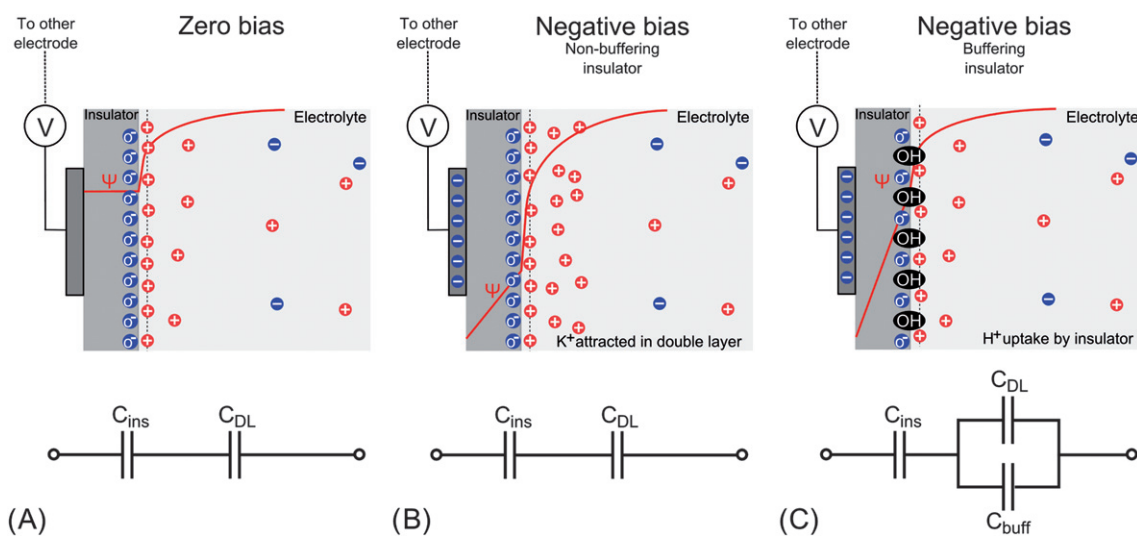 To other
electrode
Zero bias
V
Insulator
Electrolyte
Ψ
δ-
δ-
δ-
δ-
δ-
δ-
δ-
δ-
δ-
δ-
δ-
C_ins
C_DL
(A)
To other
electrode
Negative bias
Non-buffering
insulator
V
Insulator
Electrolyte
δ-
δ-
δ-
δ-
δ-
δ-
δ-
Ψ
δ-
δ-
δ-
δ-
K+attracted in double layer
C_ins
C_DL
(B)
To other
electrode
Negative bias
Buffering
insulator
V
Insulator
Electrolyte
δ-
OH
Ψ
δ-
OH
δ-
OH
δ-
OH
δ-
OH
δ-
H+uptake by insulator
C_ins
C_DL
C_buff
(C)